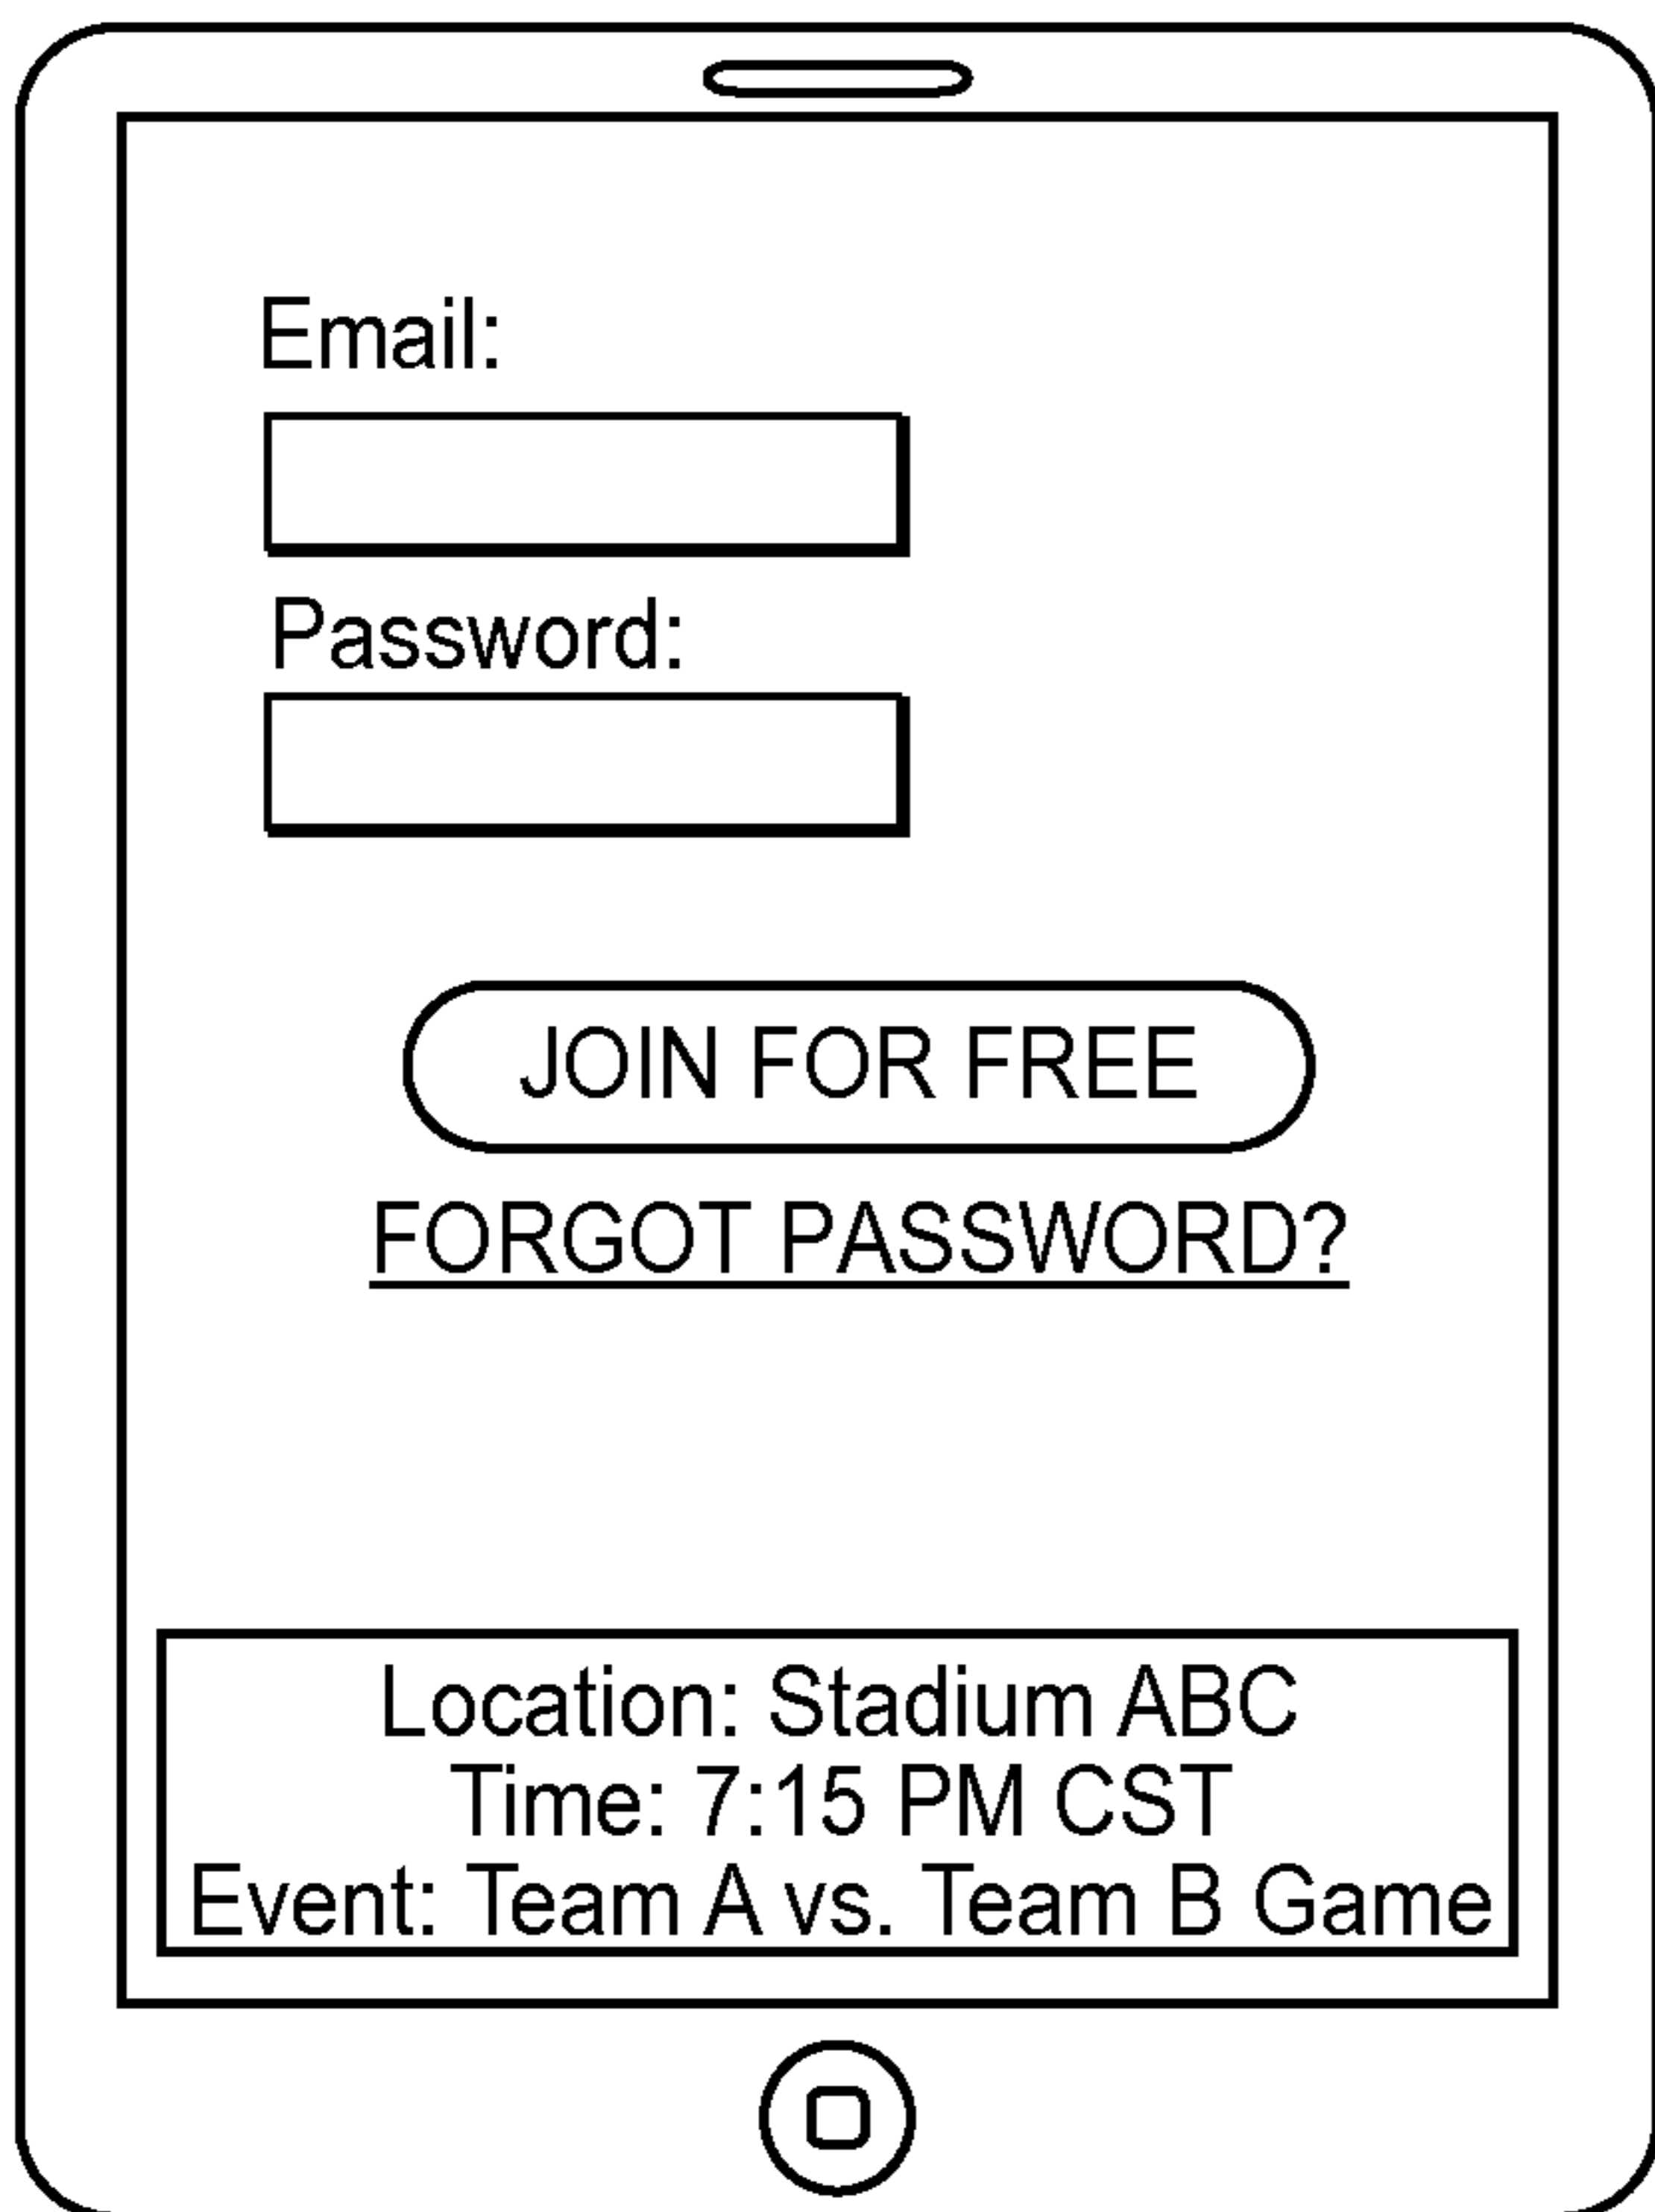 Email:
Password:
JOIN FOR FREE
FORGOT PASSWORD?
Location: Stadium ABC
Time: 7:15 PM CST
Event: Team A vs. Team B Game